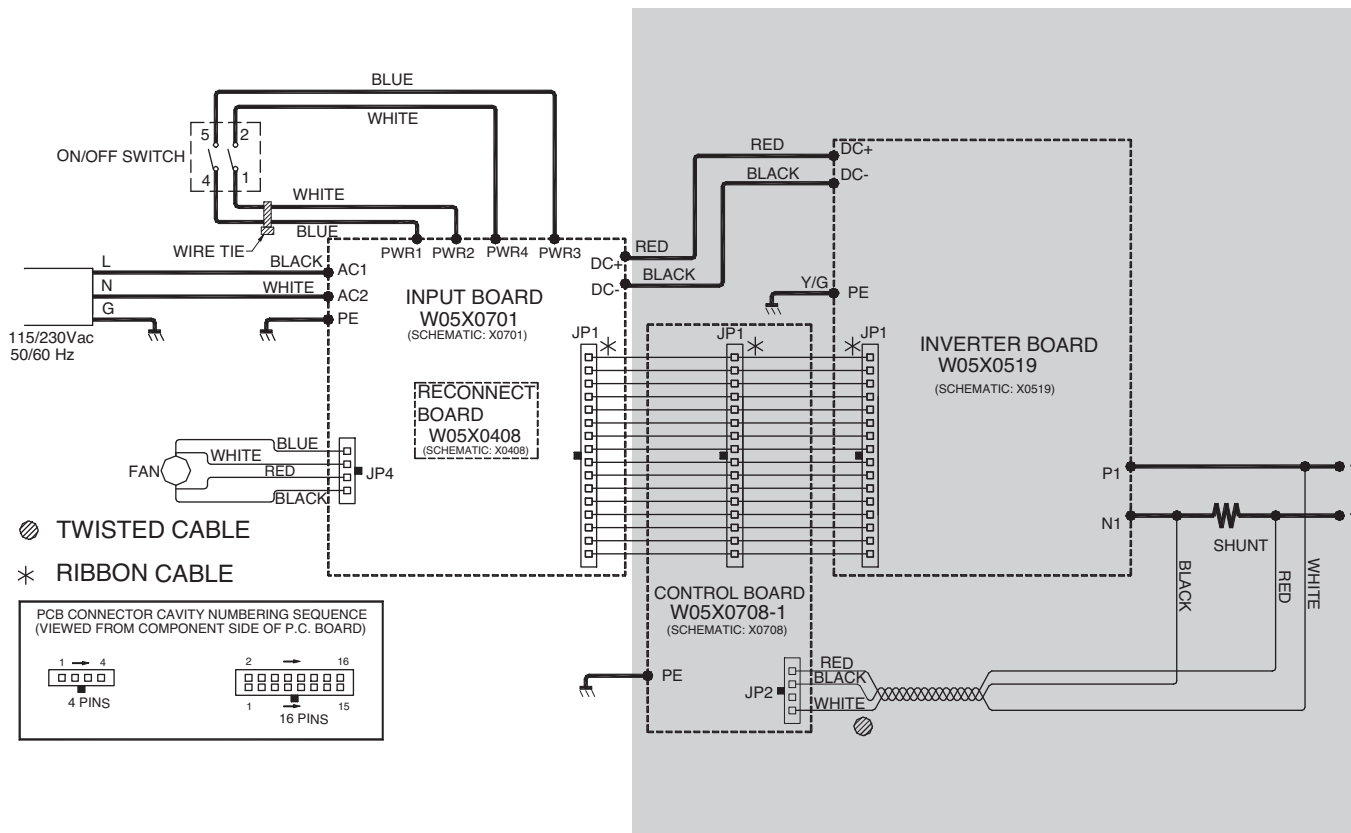 BLUE
WHITE
5
2
ON/OFF SWITCH
4
1
WHITE
BLUE
WIRE TIE
PWR1
PWR2
PWR4
PWR3
L
BLACK
AC1
N
WHITE
AC2
G
PE
115/230Vac
50/60 Hz
INPUT BOARD
W05X0701
(SCHEMATIC: X0701)
DC+
RED
DC-
BLACK
RED
DC+
BLACK
DC-
Y/G
PE
JP1
JP1
JP1
RECONNECT
BOARD
W05X0408
(SCHEMATIC: X0408)
INVERTER BOARD
W05X0519
(SCHEMATIC: X0519)
FAN
BLUE
WHITE
RED
BLACK
JP4
P1
N1
SHUNT
BLACK
RED
WHITE
TWISTED CABLE
RIBBON CABLE
CONTROL BOARD
W05X0708-1
(SCHEMATIC: X0708)
PE
JP2
RED
BLACK
WHITE
PCB CONNECTOR CAVITY NUMBERING SEQUENCE
(VIEWED FROM COMPONENT SIDE OF P.C. BOARD)
1
4
4 PINS
2
16
1
15
16 PINS